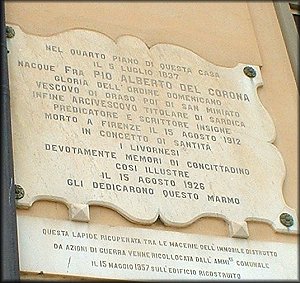 NEL QUARTO PIANO DI QUESTA CASA
IL 5 LUGLIO 1837
NACQUE FRA PIO ALBERTO DEL CORONA
GLORIA DELL'ORDINE DOMENICANO
VESCOVO DI DRASO POI DI SAN MINIATO
INFINE ARCIVESCOVO TITOLARE DI SARDICA
PREDICATORE E SCRITTORE INSIGNE
MORTO A FIRENZE IL 15 AGOSTO 1912
IN CONCETTO DI SANTITÀ
I LIVORNESI
DEVOTAMENTE MEMORI DI CONCITTADINO
COSÌ ILLUSTRE
IL 15 AGOSTO 1926
GLI DEDICARONO QUESTO MARMO
QUESTA LAPIDE RICUPERATA TRA LE MACERIE DELL'IMMOBILE DISTRUTTO
DA AZIONI DI GUERRA VENNE RICOLLOCATA DALL'AMM.NE COMUNALE
IL 15 MAGGIO 1957 SULL'EDIFICIO RICOSTRUITO